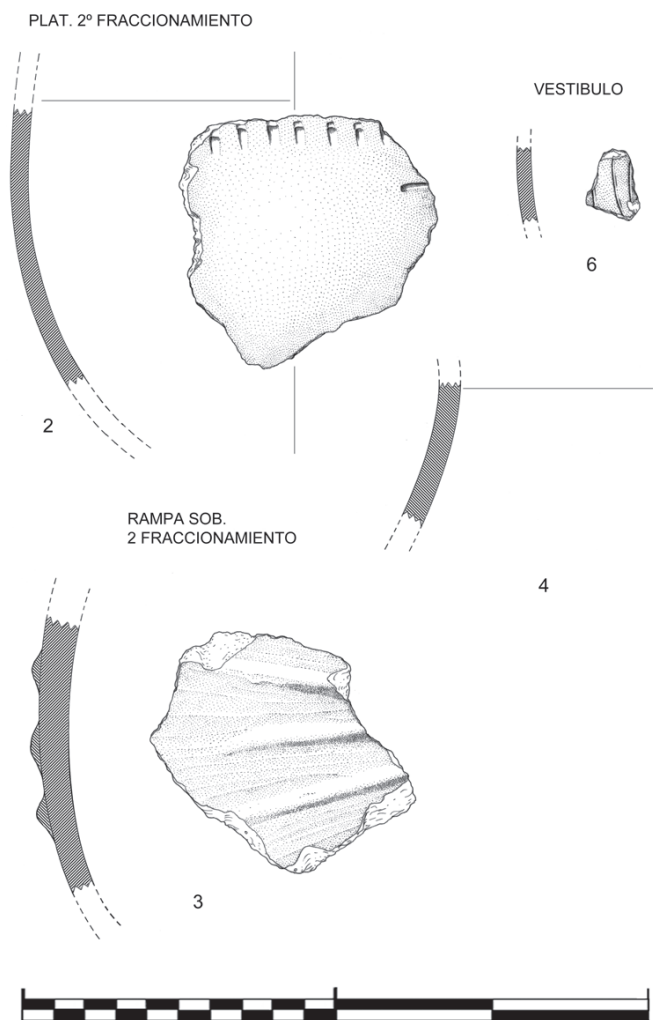 PLAT. 2º FRACCIONAMIENTO
VESTIBULO
6
2
RAMPA SOB.
2 FRACCIONAMIENTO
4
3